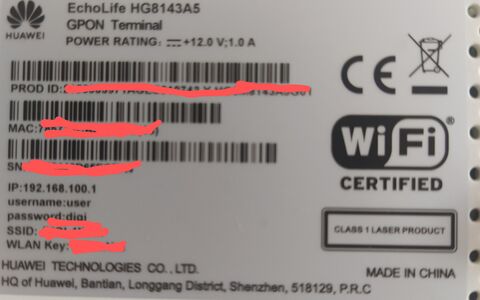 EchoLife HG8143A5
GPON Terminal
HUAWEI
POWER RATING: ⎓+12.0 V;1.0 A
PROD ID:
MAC:
SN
IP:192.168.100.1
username:user
password:digi
SSID:
WLAN Key:
HUAWEI TECHNOLOGIES CO., LTD.
HQ of Huawei, Bantian, Longgang District, Shenzhen, 518129, P.R.C
CE
Wi Fi
CERTIFIED
CLASS 1 LASER PRODUCT
MADE IN CHINA